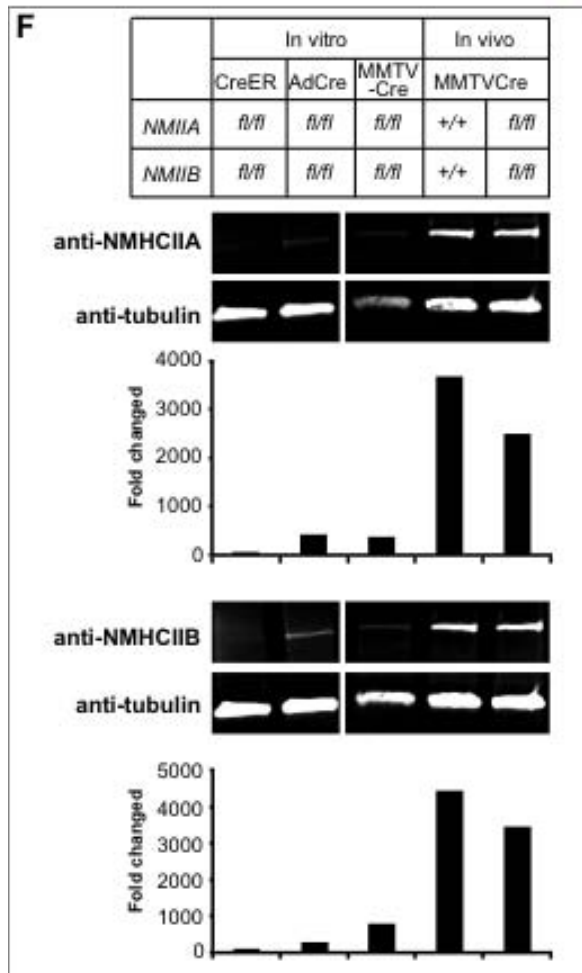 F
In vitro In vivo
CreER AdCre MMTV-Cre MMTVCre
NMIIA fl/fl fl/fl fl/fl +/+ fl/fl
NMIIB fl/fl fl/fl fl/fl +/+ fl/fl
anti-NMHCIIA
anti-tubulin
Fold changed
4000
3000
2000
1000
0
anti-NMHCIIB
anti-tubulin
Fold changed
5000
4000
3000
2000
1000
0